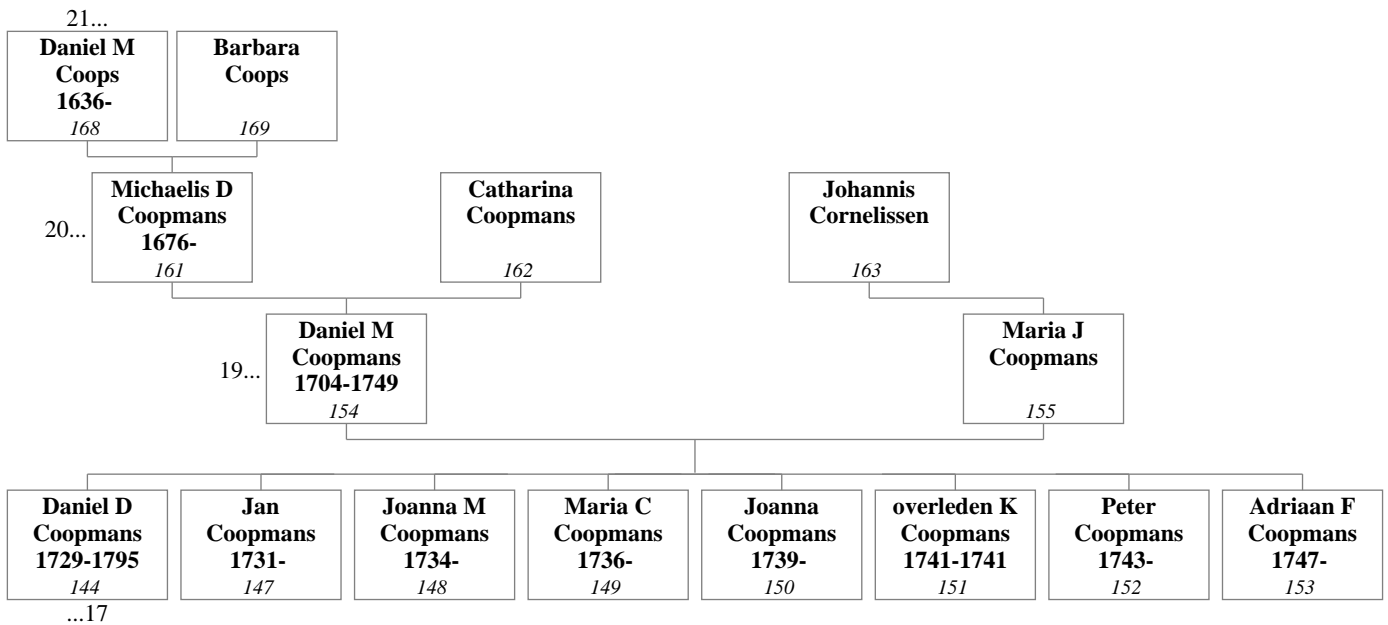 21...
Daniel M
Coops
1636-
168
Barbara
Coops
169
20...
Michaelis D
Coopmans
1676-
161
Catharina
Coopmans
162
Johannis
Cornelissen
163
19...
Daniel M
Coopmans
1704-1749
154
Maria J
Coopmans
155
Daniel D
Coopmans
1729-1795
144
Jan
Coopmans
1731-
147
Joanna M
Coopmans
1734-
148
Maria C
Coopmans
1736-
149
Joanna
Coopmans
1739-
150
overleden K
Coopmans
1741-1741
151
Peter
Coopmans
1743-
152
Adriaan F
Coopmans
1747-
153
...17